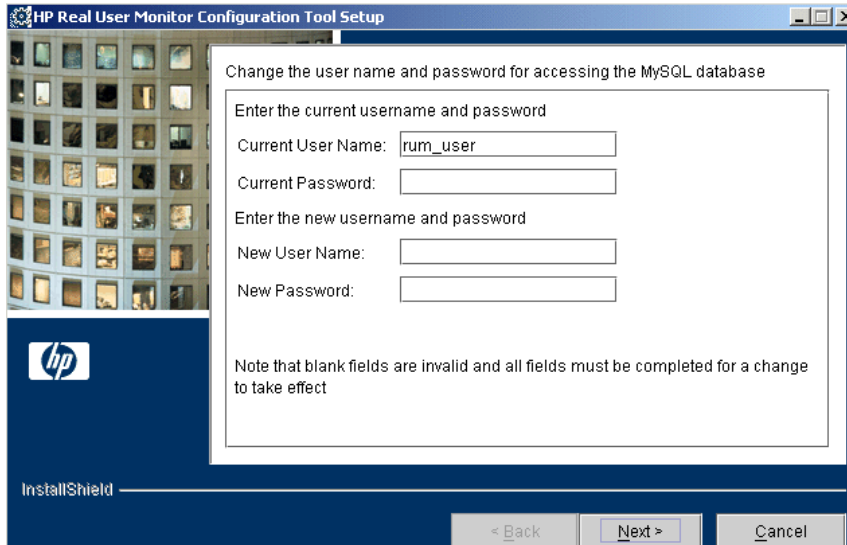 HP Real User Monitor Configuration Tool Setup
Change the user name and password for accessing the MySQL database
Enter the current username and password
Current User Name: rum_user
Current Password:
Enter the new username and password
New User Name:
New Password:
Note that blank fields are invalid and all fields must be completed for a change
to take effect
hp
InstallShield
< Back Next > Cancel